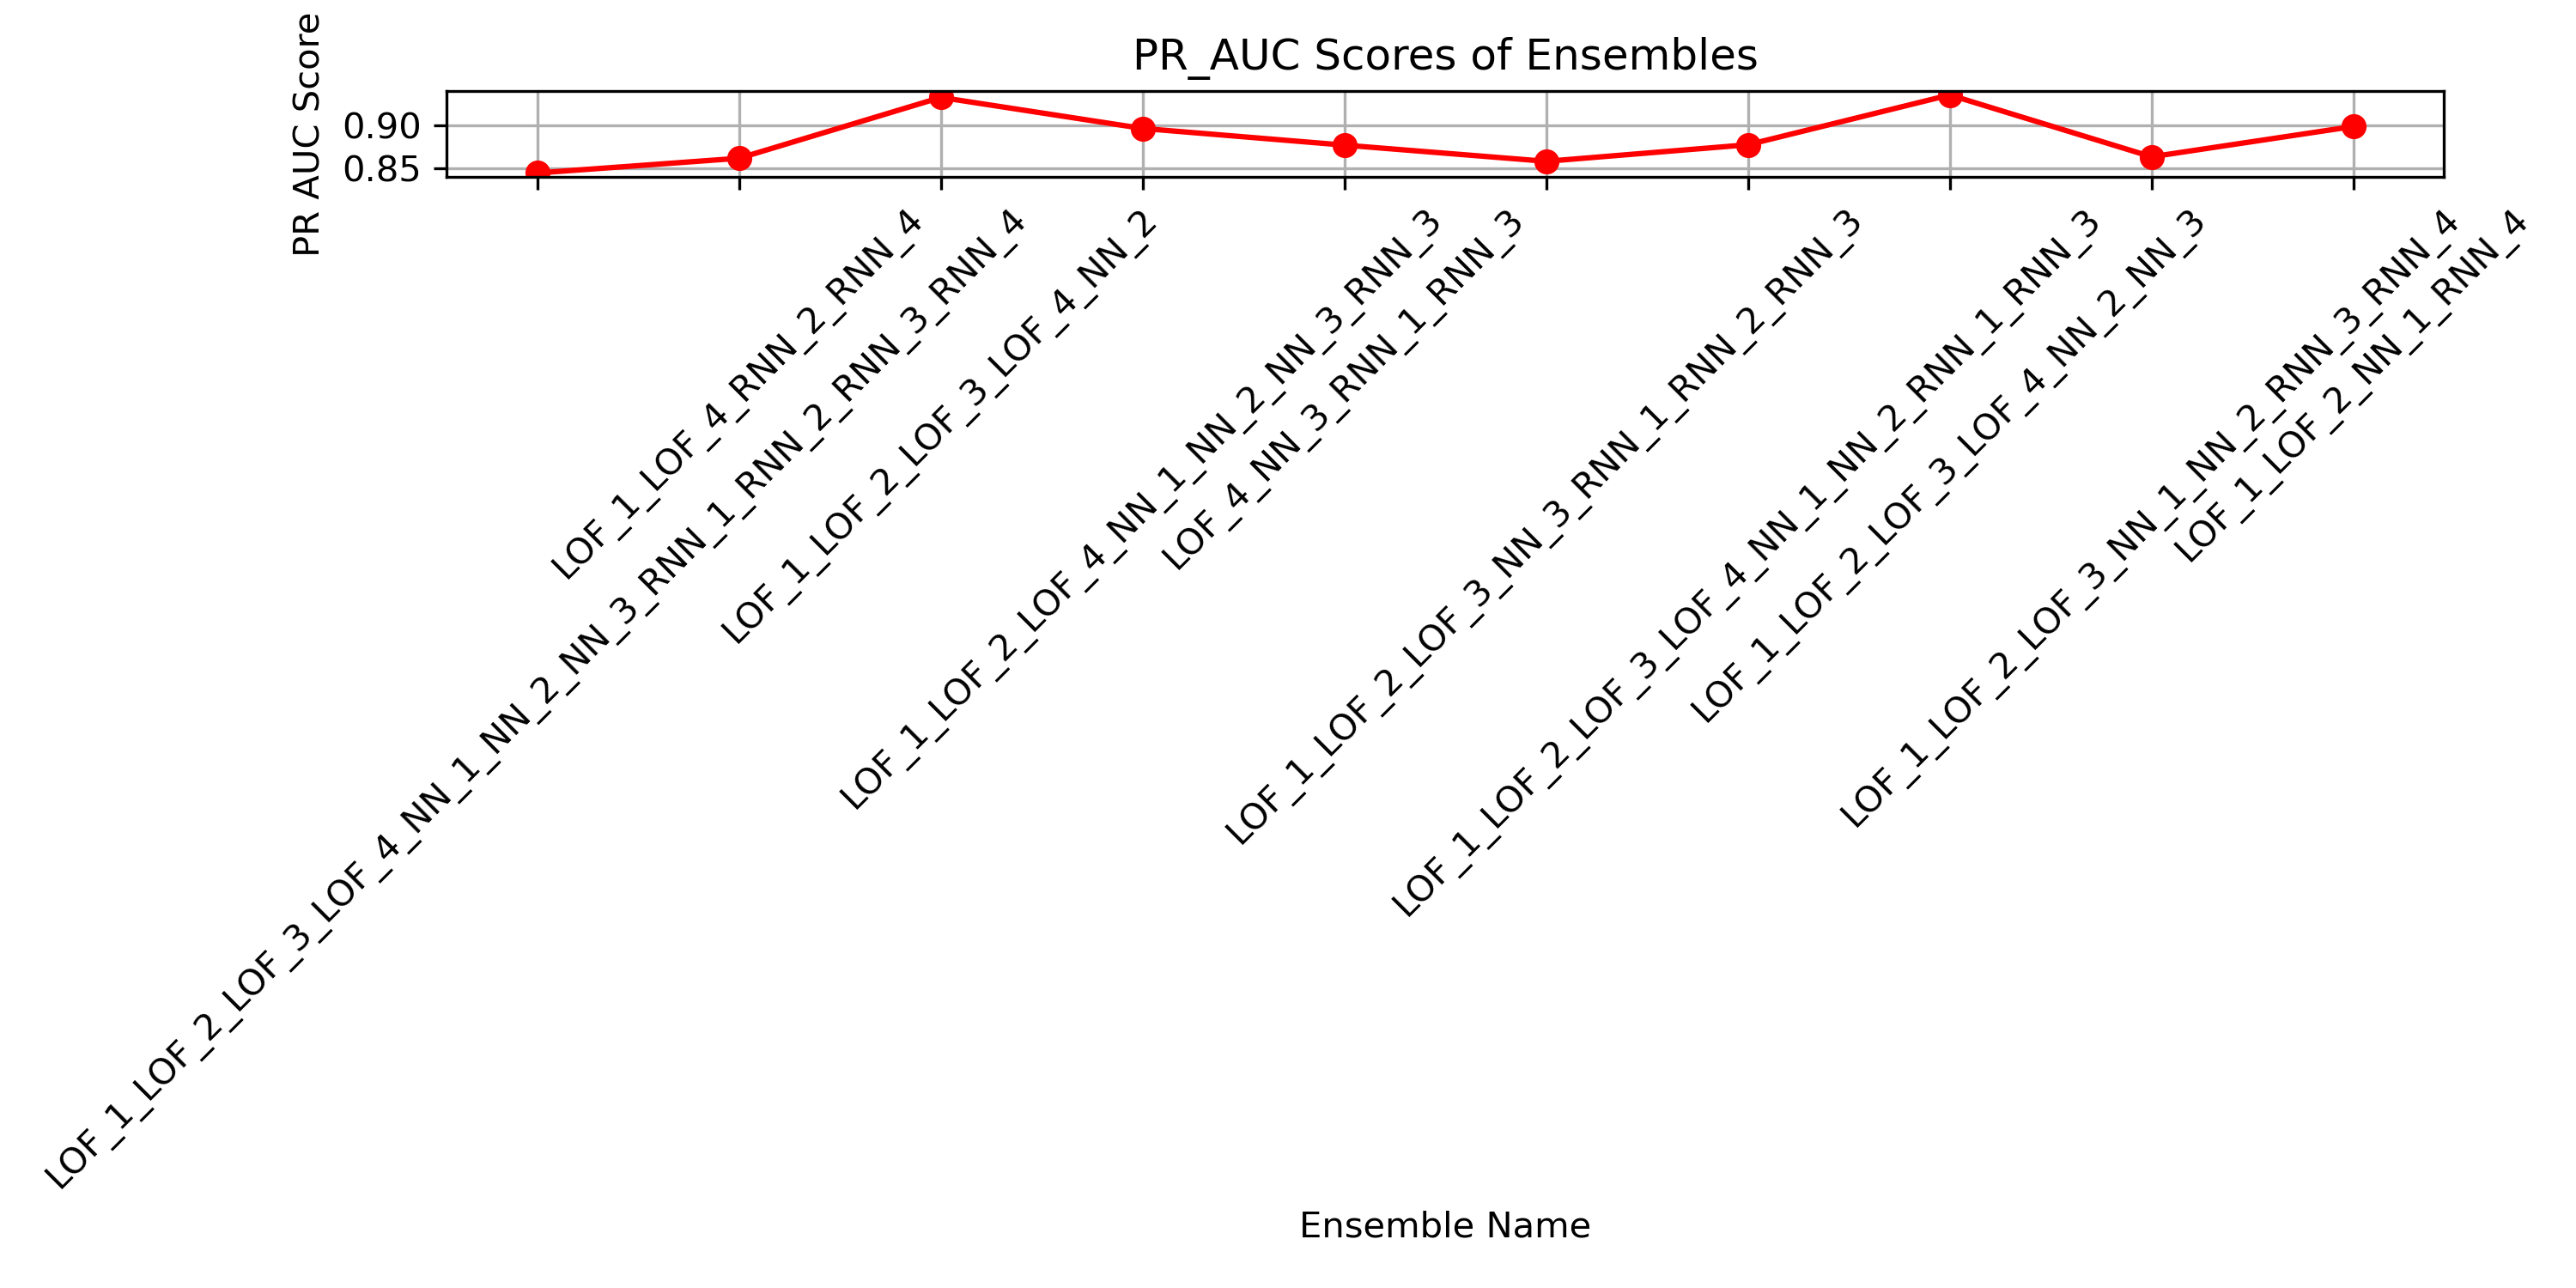 PR_AUC Scores of Ensembles
PR AUC Score
0.90
0.85
LOF_1_LOF_4_RNN_2_RNN_4
LOF_1_LOF_2_LOF_3_LOF_4_NN_1_NN_2_NN_3_RNN_1_RNN_2_RNN_3_RNN_4
LOF_1_LOF_2_LOF_3_LOF_4_NN_2
LOF_1_LOF_2_LOF_4_NN_1_NN_2_NN_3_RNN_3
LOF_4_NN_3_RNN_1_RNN_3
LOF_1_LOF_2_LOF_3_NN_3_RNN_1_RNN_2_RNN_3
LOF_1_LOF_2_LOF_3_LOF_4_NN_1_NN_2_RNN_1_RNN_3
LOF_1_LOF_2_LOF_3_LOF_4_NN_2_NN_3
LOF_1_LOF_2_LOF_3_NN_1_NN_2_RNN_3_RNN_4
LOF_1_LOF_2_NN_1_RNN_4
Ensemble Name